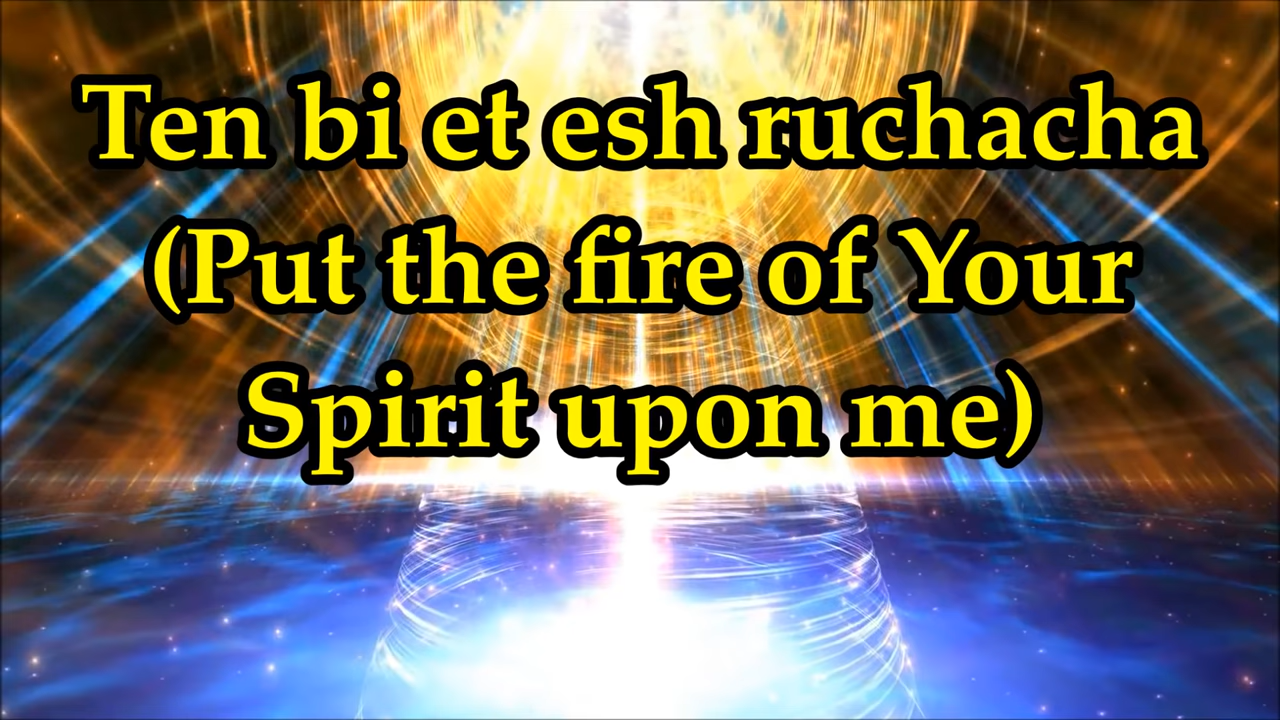 Ten bi et esh ruchacha
(Put the fire of Your
Spirit upon me)